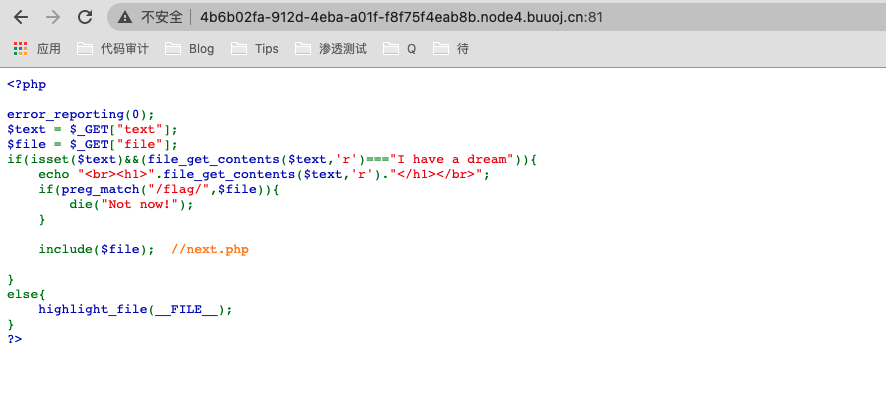 不安全 4b6b02fa-912d-4eba-a01f-f8f75f4eab8b.node4.buuoj.cn:81
应用 代码审计 Blog Tips 渗透测试 Q 待
<?php
error_reporting(0);
$text = $_GET["text"];
$file = $_GET["file"];
if(isset($text)&&(file_get_contents($text,'r')==="I have a dream")){
    echo "<br><h1>".file_get_contents($text,'r')."</h1></br>";
    if(preg_match("/flag/",$file)){
        die("Not now!");
    }
    include($file);  //next.php
}
else{
    highlight_file(__FILE__);
}
?>